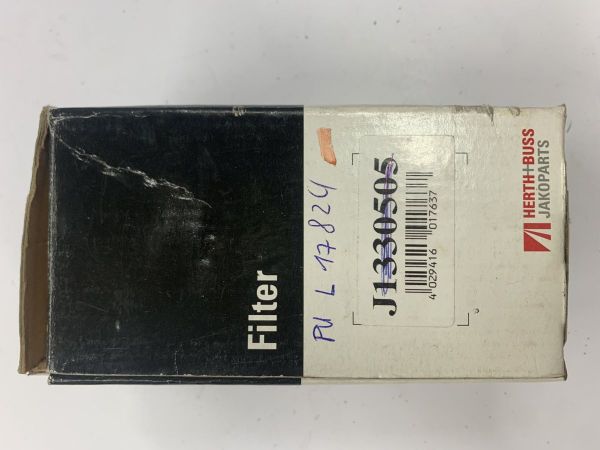 Filter
PU L 17824
J1330505
4 029416 017637
HERTH+BUSS
JAKOPARTS